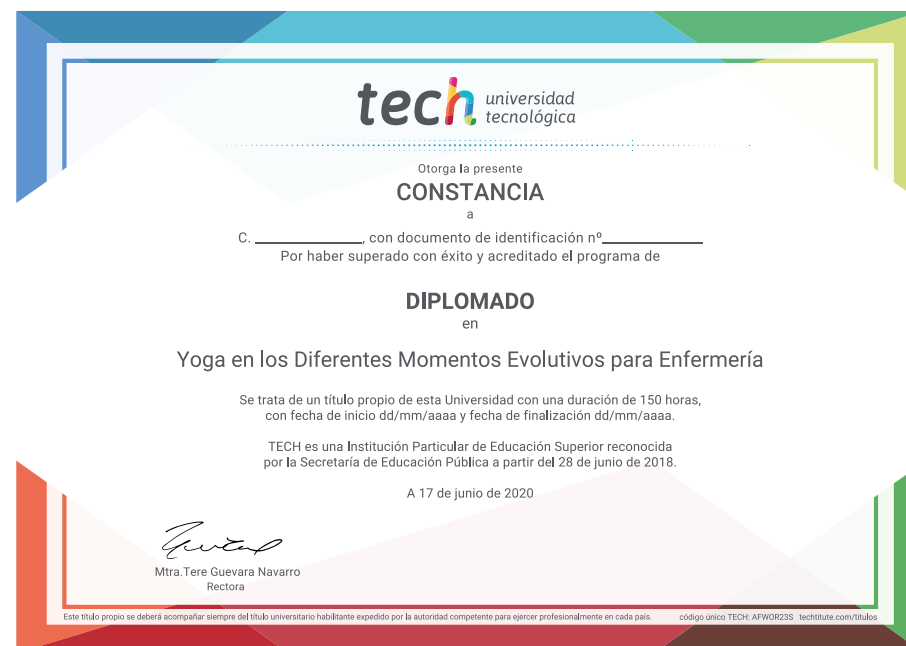 tech universidad
tecnológica
Otorga la presente
CONSTANCIA
a
C. ____________, con documento de identificación nº____________
Por haber superado con éxito y acreditado el programa de
DIPLOMADO
en
Yoga en los Diferentes Momentos Evolutivos para Enfermería
Se trata de un título propio de esta Universidad con una duración de 150 horas,
con fecha de inicio dd/mm/aaaa y fecha de finalización dd/mm/aaaa.
TECH es una Institución Particular de Educación Superior reconocida
por la Secretaría de Educación Pública a partir del 28 de junio de 2018.
A 17 de junio de 2020
Mtra.Tere Guevara Navarro
Rectora
Este título propio se deberá acompañar siempre del título universitario habilitante expedido por la autoridad competente para ejercer profesionalmente en cada país. código único TECH: AFWOR23S techtitute.com/titulos